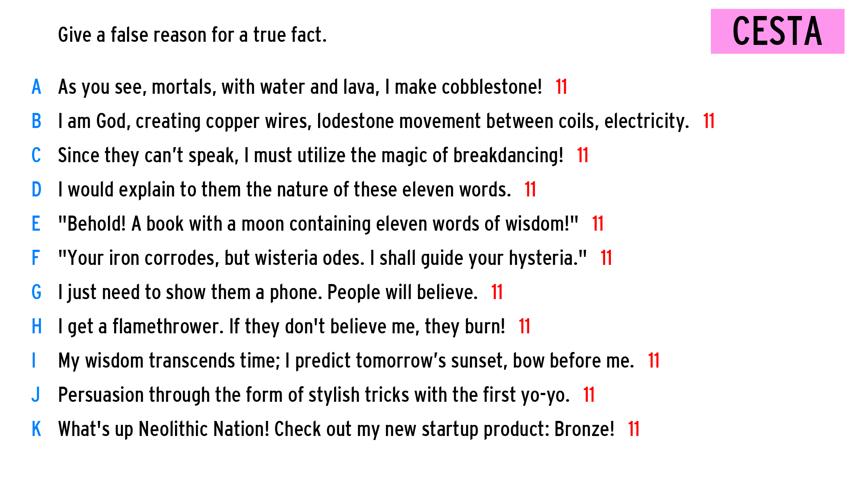 Give a false reason for a true fact.
CESTA
A As you see, mortals, with water and lava, I make cobblestone! 11
B I am God, creating copper wires, lodestone movement between coils, electricity. 11
C Since they can't speak, I must utilize the magic of breakdancing! 11
D I would explain to them the nature of these eleven words. 11
E "Behold! A book with a moon containing eleven words of wisdom!" 11
F "Your iron corrodes, but wisteria odes. I shall guide your hysteria." 11
G I just need to show them a phone. People will believe. 11
H I get a flamethrower. If they don't believe me, they burn! 11
I My wisdom transcends time; I predict tomorrow's sunset, bow before me. 11
J Persuasion through the form of stylish tricks with the first yo-yo. 11
K What's up Neolithic Nation! Check out my new startup product: Bronze! 11